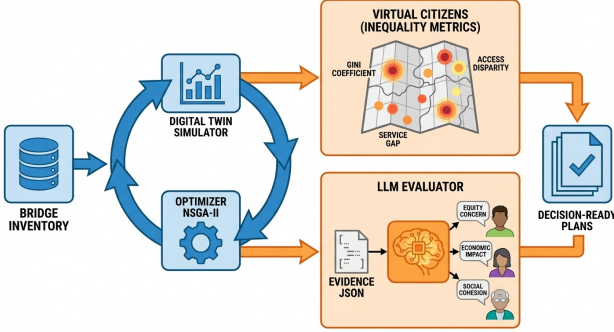 BRIDGE
INVENTORY
DIGITAL TWIN
SIMULATOR
OPTIMIZER
NSGA-II
VIRTUAL CITIZENS
(INEQUALITY METRICS)
GINI
COEFFICIENT
ACCESS
DISPARITY
SERVICE
GAP
LLM EVALUATOR
EVIDENCE
JSON
EQUITY
CONCERN
ECONOMIC
IMPACT
SOCIAL
COHESION
DECISION-READY
PLANS